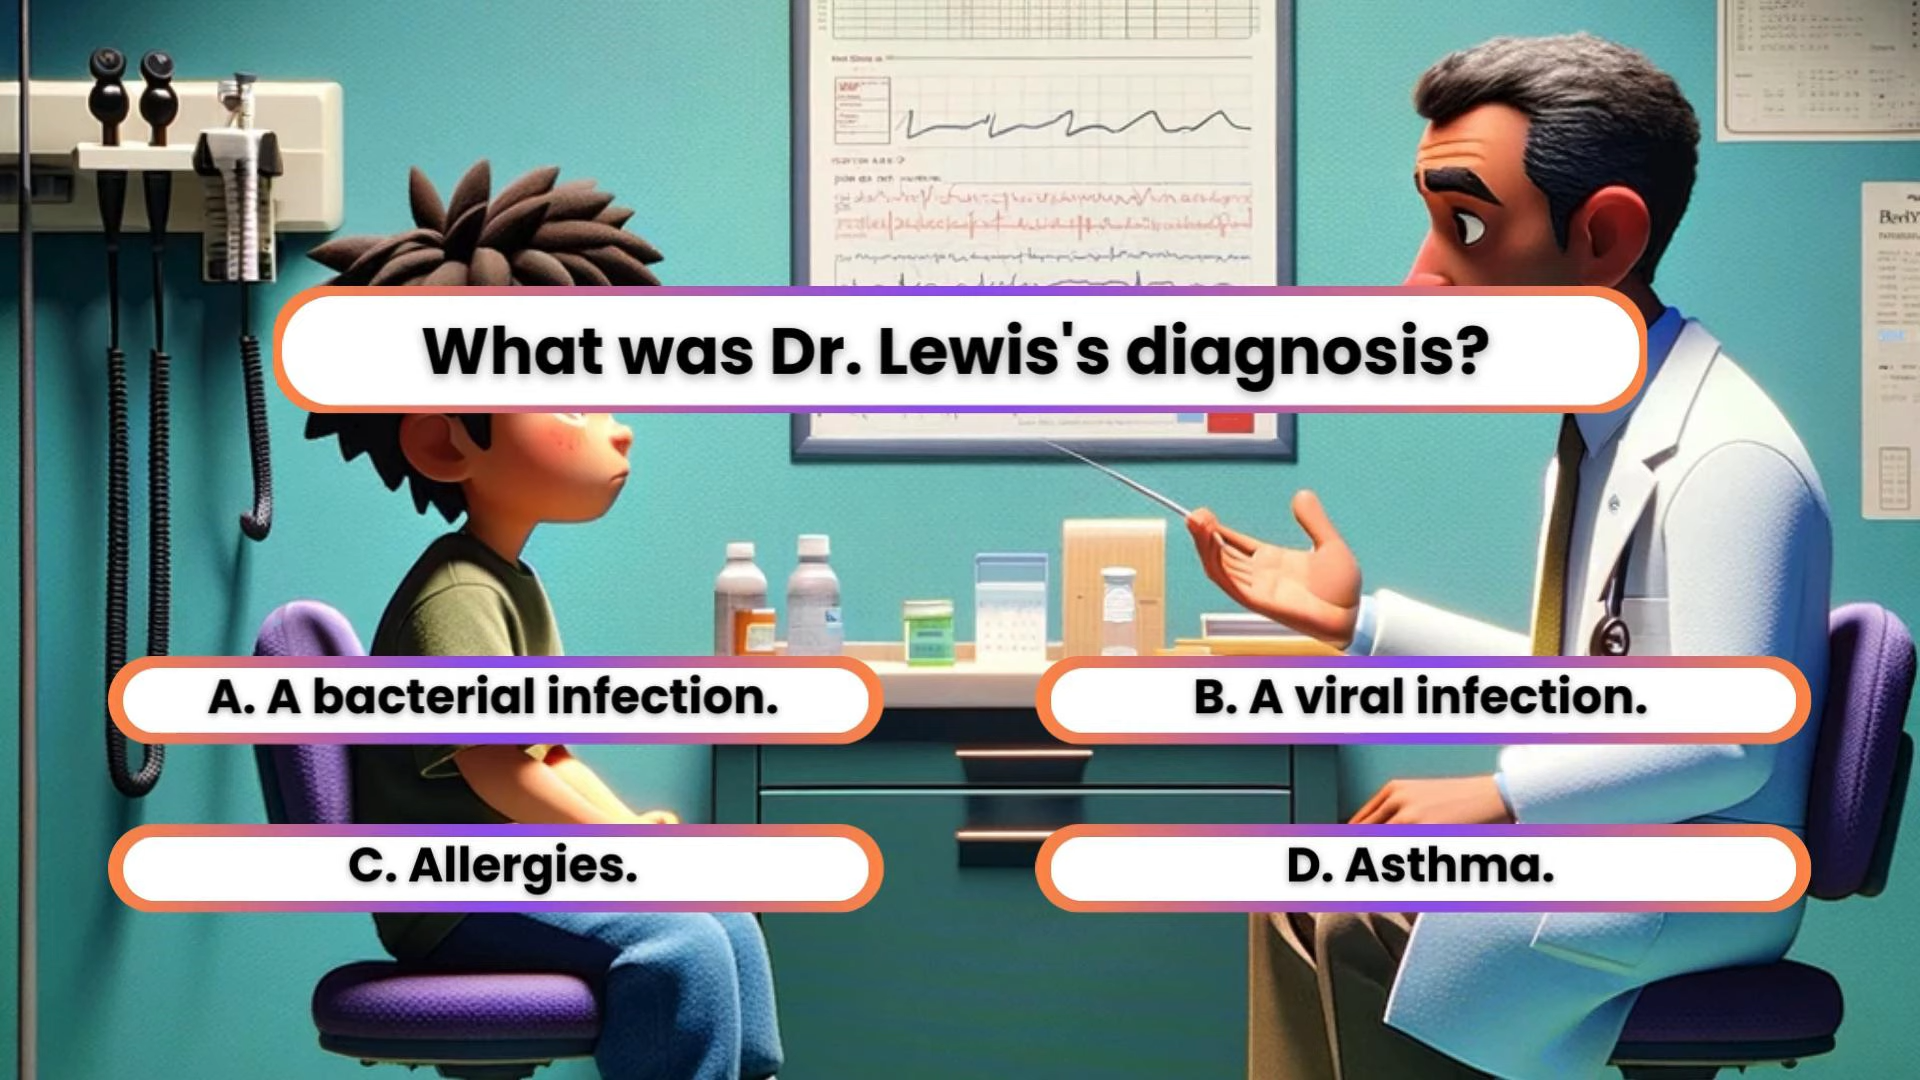 What was Dr. Lewis's diagnosis?
A. A bacterial infection.
B. A viral infection.
C. Allergies.
D. Asthma.